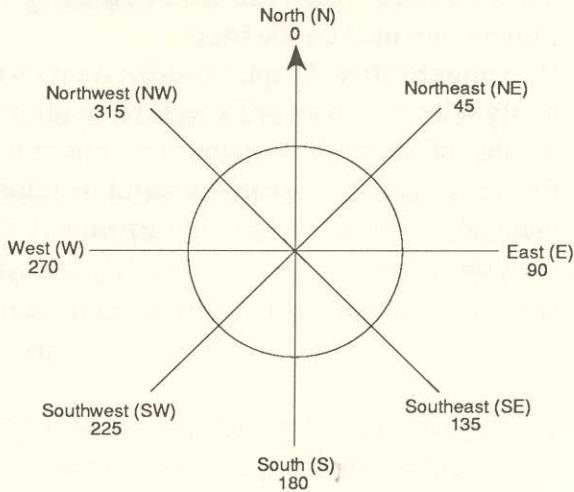 North (N)
0
Northwest (NW)
315
Northeast (NE)
45
West (W)
270
East (E)
90
Southwest (SW)
225
Southeast (SE)
135
South (S)
180